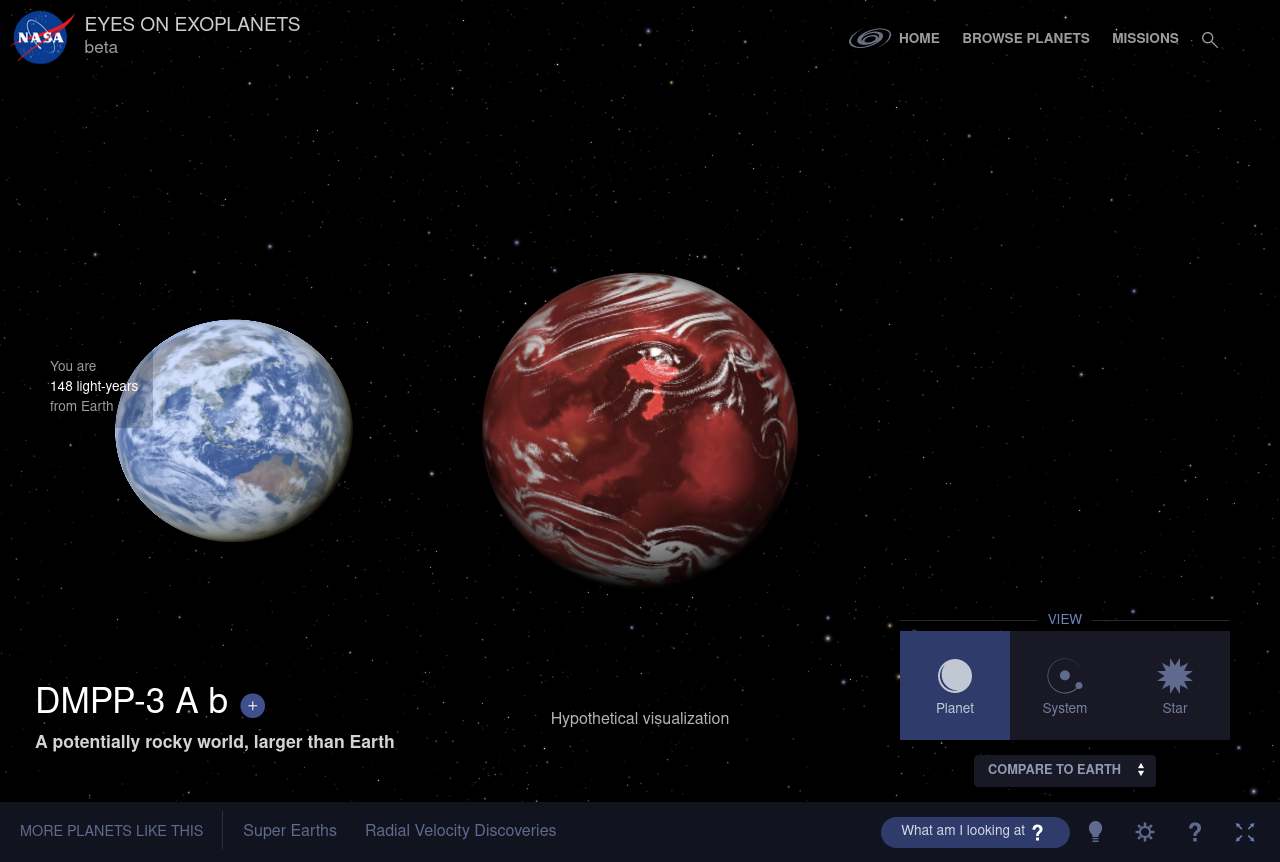 NASA
EYES ON EXOPLANETS
beta
HOME
BROWSE PLANETS
MISSIONS
You are
148 light-years
from Earth
DMPP-3 A b
A potentially rocky world, larger than Earth
Hypothetical visualization
VIEW
Planet
System
Star
COMPARE TO EARTH
MORE PLANETS LIKE THIS
Super Earths
Radial Velocity Discoveries
What am I looking at ?
?